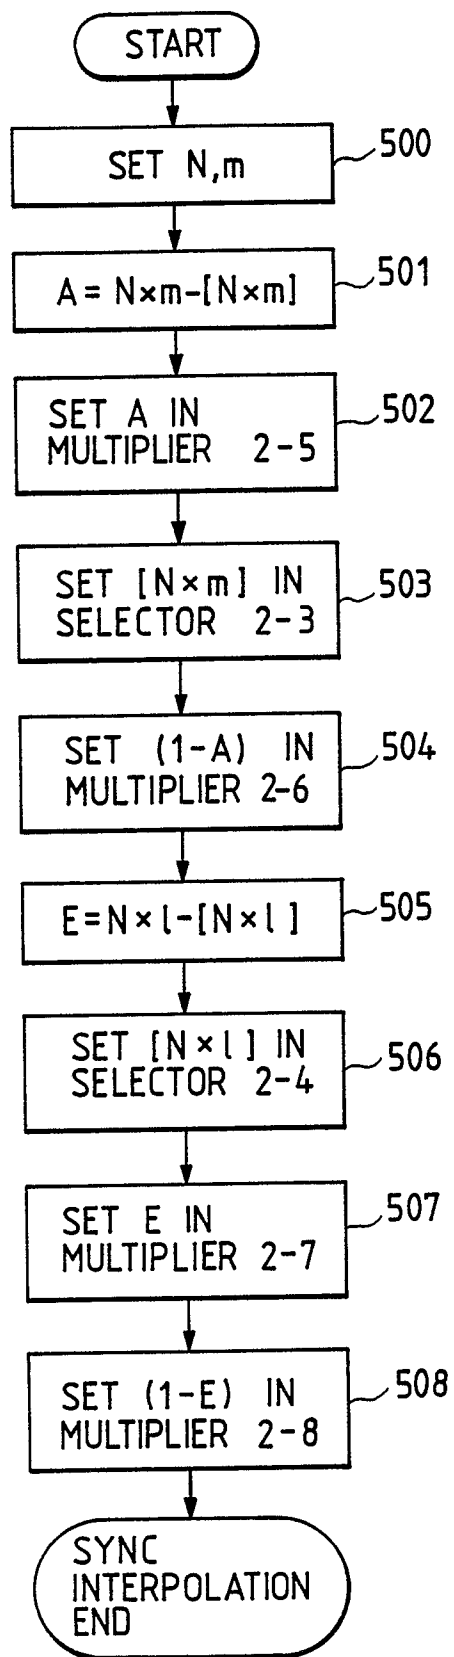 START
SET N,m
500
A = N×m-[N×m]
501
SET A IN
MULTIPLIER 2-5
502
SET [N×m] IN
SELECTOR 2-3
503
SET (1-A) IN
MULTIPLIER 2-6
504
E=N×l-[N×l]
505
SET [N×l] IN
SELECTOR 2-4
506
SET E IN
MULTIPLIER 2-7
507
SET (1-E) IN
MULTIPLIER 2-8
508
SYNC
INTERPOLATION
END